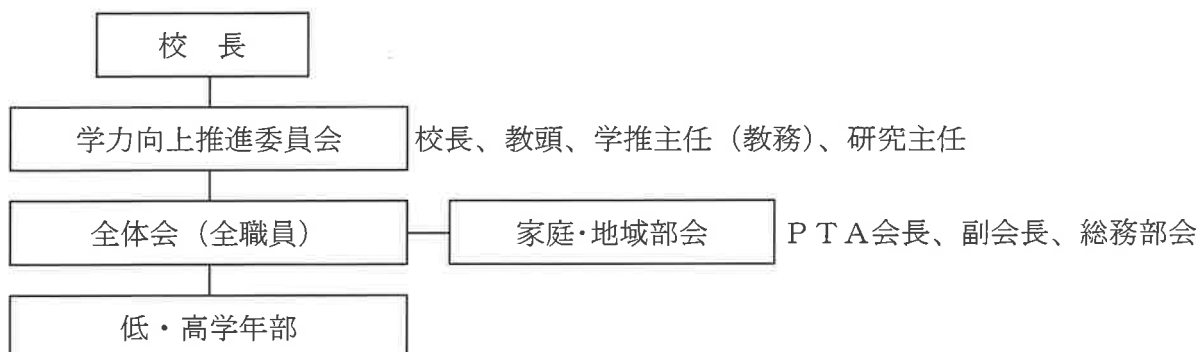 校　長
学力向上推進委員会　校長、教頭、学推主任（教務）、研究主任
全体会（全職員）　家庭・地域部会　ＰＴＡ会長、副会長、総務部会
低・高学年部